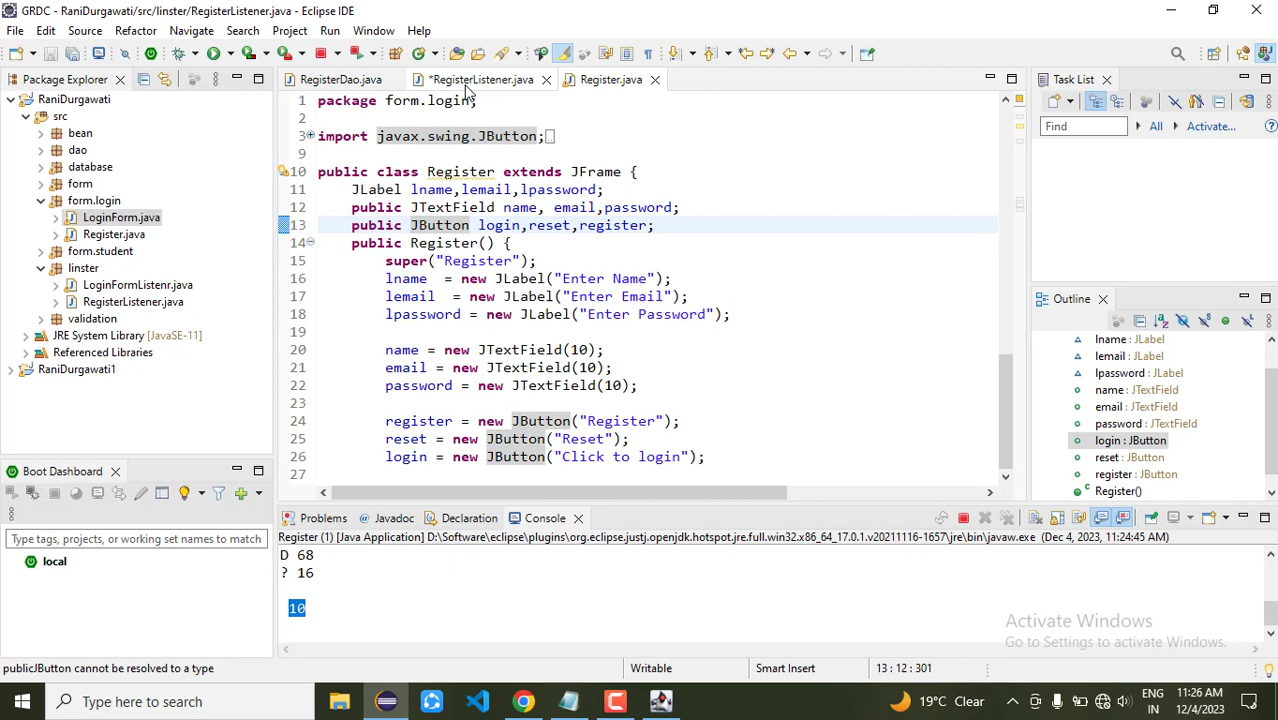 GRDC - RaniDurgawati/src/linster/RegisterListener.java - Eclipse IDE
File Edit Source Refactor Navigate Search Project Run Window Help
Package Explorer
RaniDurgawati
src
bean
dao
database
form
form.login
LoginForm.java
Register.java
form.student
linster
LoginFormListenr.java
RegisterListener.java
validation
JRE System Library [JavaSE-11]
Referenced Libraries
RaniDurgawati1
Boot Dashboard
Type tags, projects, or working set names to match
local
RegisterDao.java *RegisterListener.java Register.java
1 package form.login;
2
3 import javax.swing.JButton;
9
10 public class Register extends JFrame {
11 JLabel lname,lemail,lpassword;
12 public JTextField name, email,password;
13 public JButton login,reset,register;
14 public Register() {
15 super("Register");
16 lname  = new JLabel("Enter Name");
17 lemail  = new JLabel("Enter Email");
18 lpassword = new JLabel("Enter Password");
19
20 name = new JTextField(10);
21 email = new JTextField(10);
22 password = new JTextField(10);
23
24 register = new JButton("Register");
25 reset = new JButton("Reset");
26 login = new JButton("Click to login");
27
Task List
Find All Activate...
Outline
lname : JLabel
lemail : JLabel
lpassword : JLabel
name : JTextField
email : JTextField
password : JTextField
login : JButton
reset : JButton
register : JButton
Register()
Problems Javadoc Declaration Console
Register (1) [Java Application] D:\Software\eclipse\plugins\org.eclipse.justj.openjdk.hotspot.jre.full.win32.x86_64_17.0.1.v20211116-1657\jre\bin\javaw.exe (Dec 4, 2023, 11:24:45 AM)
D 68
? 16
10
Activate Windows
Go to Settings to activate Windows.
publicJButton cannot be resolved to a type Writable Smart Insert 13 : 12 : 301
Type here to search 19°C Clear ENG IN 11:26 AM 12/4/2023